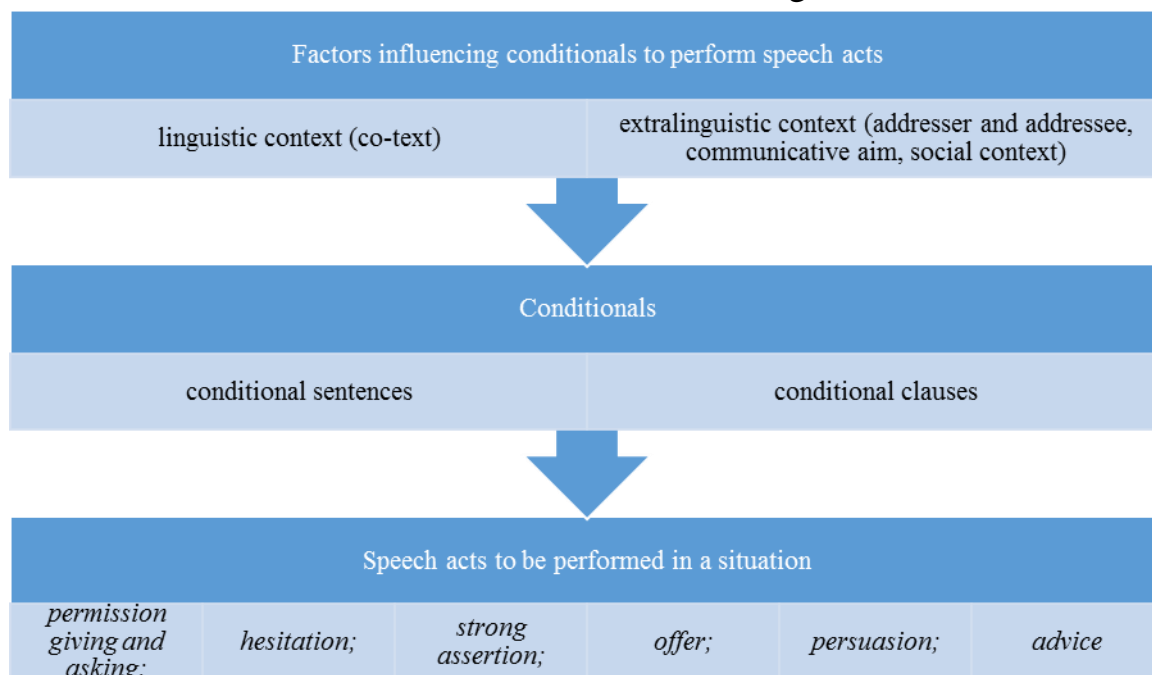 Factors influencing conditionals to perform speech acts
linguistic context (co-text)
extralinguistic context (addresser and addressee,
communicative aim, social context)
Conditionals
conditional sentences
conditional clauses
Speech acts to be performed in a situation
permission
giving and
asking;
hesitation;
strong
assertion;
offer;
persuasion;
advice